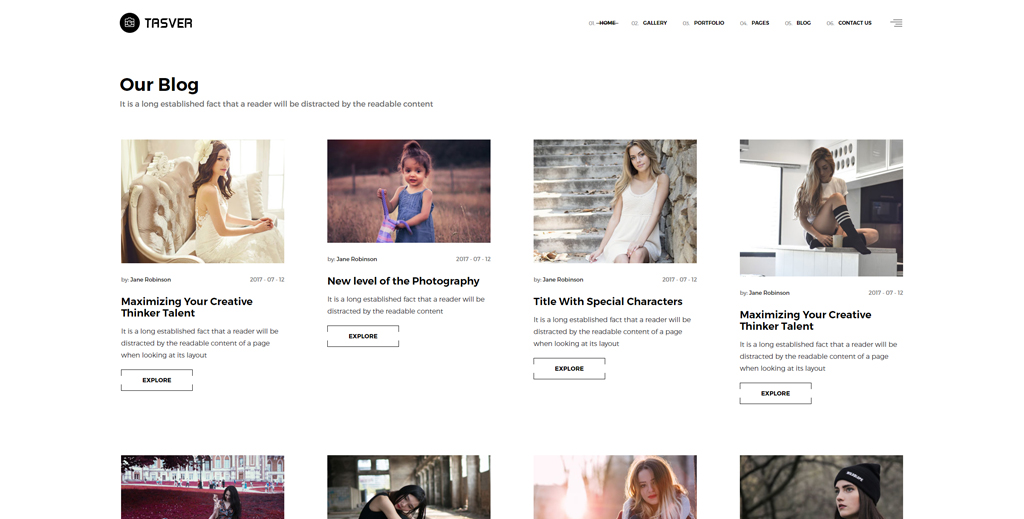 TASVER
01. HOME
02. GALLERY
03. PORTFOLIO
04. PAGES
05. BLOG
06. CONTACT US
Our Blog
It is a long established fact that a reader will be distracted by the readable content
by: Jane Robinson 2017 - 07 - 12
Maximizing Your Creative
Thinker Talent
It is a long established fact that a reader will be
distracted by the readable content of a page
when looking at its layout
EXPLORE
by: Jane Robinson 2017 - 07 - 12
New level of the Photography
It is a long established fact that a reader will be
distracted by the readable content
EXPLORE
by: Jane Robinson 2017 - 07 - 12
Title With Special Characters
It is a long established fact that a reader will be
distracted by the readable content of a page
when looking at its layout
EXPLORE
by: Jane Robinson 2017 - 07 - 12
Maximizing Your Creative
Thinker Talent
It is a long established fact that a reader will be
distracted by the readable content of a page
when looking at its layout
EXPLORE